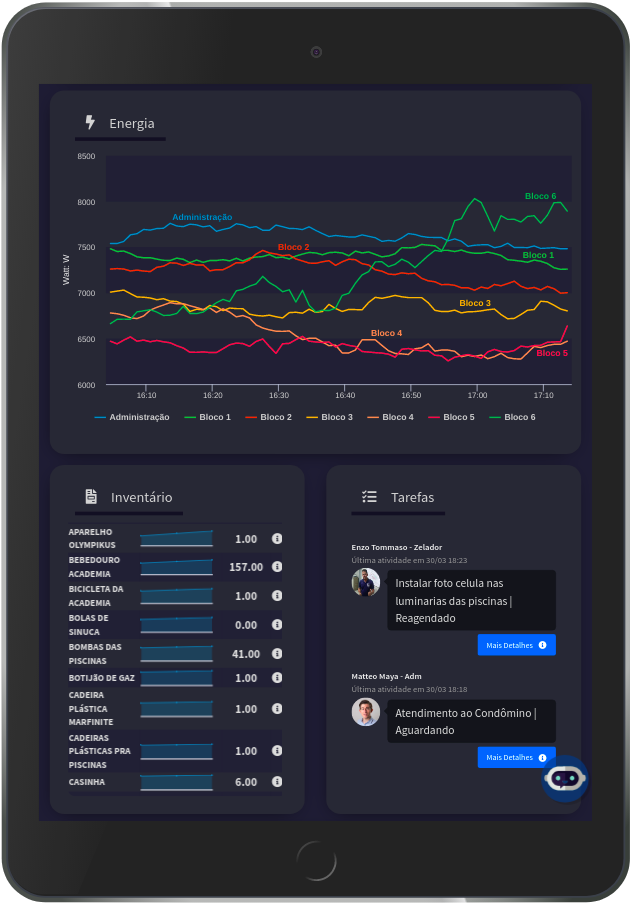 Energia
8500
8000
7500
7000
6500
6000
Watt: W
Administração
Bloco 2
Bloco 6
Bloco 1
Bloco 3
Bloco 4
Bloco 5
16:10 16:20 16:30 16:40 16:50 17:00 17:10
Administração Bloco 1 Bloco 2 Bloco 3 Bloco 4 Bloco 5 Bloco 6
Inventário
APARELHO
OLYMPIKUS 1.00
BEBEDOURO
ACADEMIA 157.00
BICICLETA DA
ACADEMIA 1.00
BOLAS DE
SINUCA 0.00
BOMBAS DAS
PISCINAS 41.00
BOTIJãO DE GAZ 1.00
CADEIRA
PLáSTICA 1.00
MARFINITE
CADEIRAS
PLáSTICAS PRA 1.00
PISCINAS
CASINHA 6.00
Tarefas
Enzo Tommaso - Zelador
Última atividade em 30/03 18:23
Instalar foto celula nas
luminarias das piscinas |
Reagendado
Mais Detalhes
Matteo Maya - Adm
Última atividade em 30/03 18:18
Atendimento ao Condômino |
Aguardando
Mais Detalhes